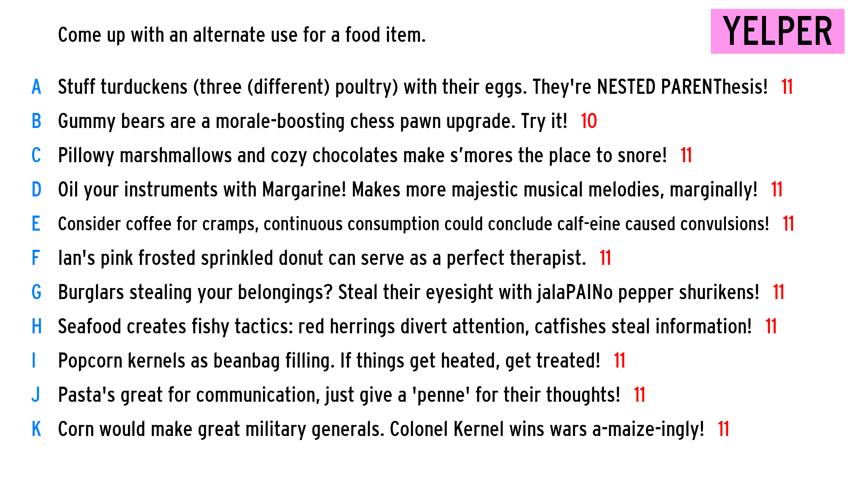 Come up with an alternate use for a food item.
YELPER
A Stuff turduckens (three (different) poultry) with their eggs. They're NESTED PARENThesis! 11
B Gummy bears are a morale-boosting chess pawn upgrade. Try it! 10
C Pillowy marshmallows and cozy chocolates make s’mores the place to snore! 11
D Oil your instruments with Margarine! Makes more majestic musical melodies, marginally! 11
E Consider coffee for cramps, continuous consumption could conclude calf-eine caused convulsions! 11
F Ian's pink frosted sprinkled donut can serve as a perfect therapist. 11
G Burglars stealing your belongings? Steal their eyesight with jalaPAINo pepper shurikens! 11
H Seafood creates fishy tactics: red herrings divert attention, catfishes steal information! 11
I Popcorn kernels as beanbag filling. If things get heated, get treated! 11
J Pasta's great for communication, just give a 'penne' for their thoughts! 11
K Corn would make great military generals. Colonel Kernel wins wars a-maize-ingly! 11